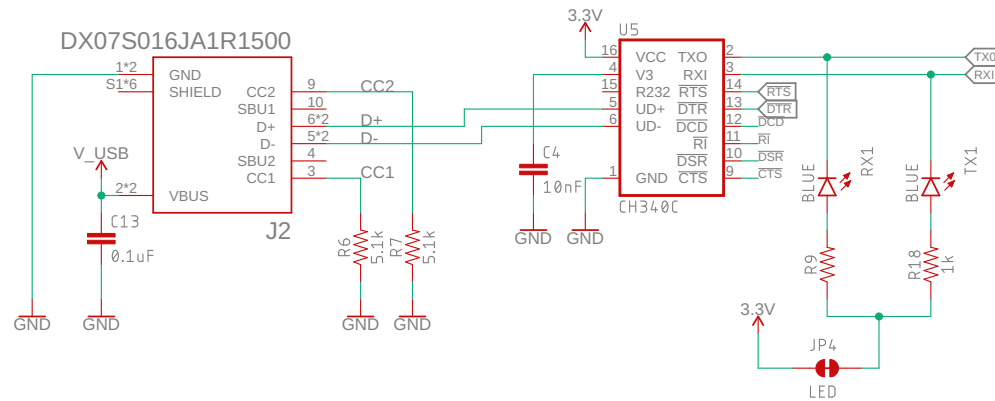 3.3V
U5
DX07S016JA1R1500
1*2
GND
S1*6
SHIELD
CC2
9
CC2
SBU1
10
D+
6*2
D+
D-
5*2
D-
SBU2
4
CC1
3
CC1
V_USB
2*2
VBUS
C13
0.1uF
J2
R6
5.1k
R7
5.1k
GND
GND
GND
GND
16
VCC
TXO
2
4
V3
RXI
3
15
R232
RTS
14
RTS
5
UD+
DTR
13
DTR
6
UD-
DCD
12
DCD
RI
11
RI
DSR
10
DSR
1
GND
CTS
9
CTS
CH340C
C4
10nF
GND
GND
TXO
RXI
BLUE
RX1
BLUE
TX1
R9
R18
1k
3.3V
JP4
LED